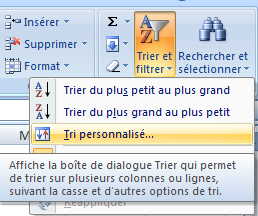 Insérer
Supprimer
Format
Σ
Trier et
filtrer
Rechercher et
sélectionner
Trier du plus petit au plus grand
Trier du plus grand au plus petit
Tri personnalisé...
Affiche la boîte de dialogue Trier qui permet
de trier sur plusieurs colonnes ou lignes,
suivant la casse et d'autres options de tri.
Réappliquer